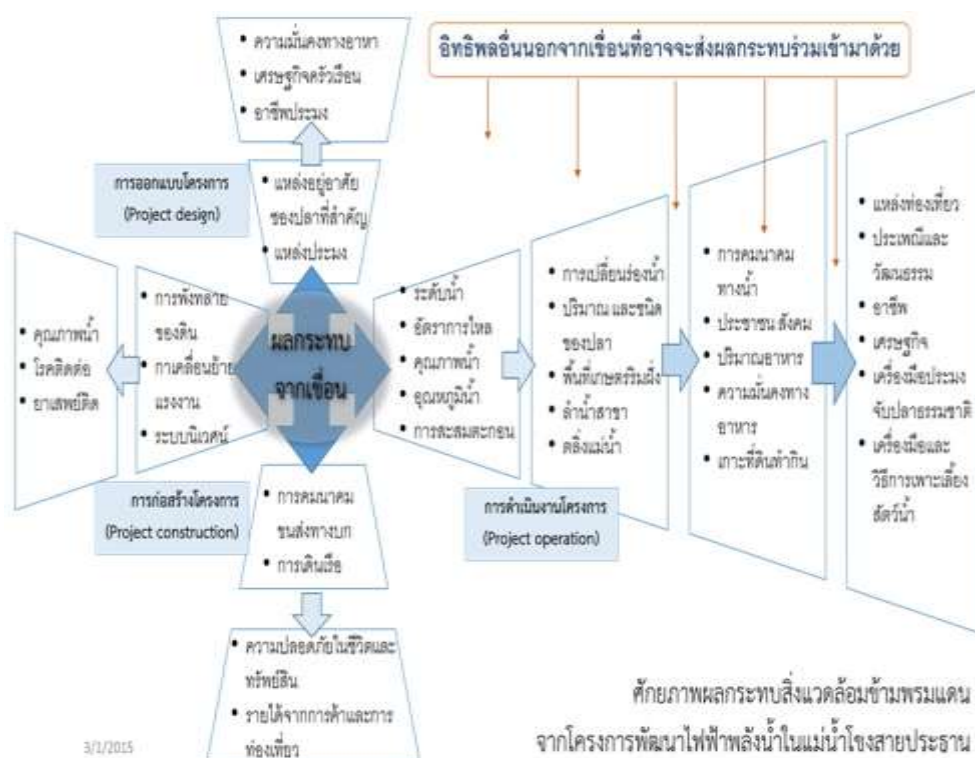 อิทธิพลอื่นนอกจากเขื่อนที่อาจจะส่งผลกระทบร่วมเข้ามาด้วย
• ความมั่นคงทางอาหา
• เศรษฐกิจครัวเรือน
• อาชีพประมง
การออกแบบโครงการ
(Project design)
• แหล่งอยู่อาศัย
ของปลาที่สำคัญ
• แหล่งประมง
ผลกระทบ
จากเขื่อน
• การพังทลาย
ของดิน
• กาเคลื่อนย้าย
แรงงาน
• ระบบนิเวศน์
• คุณภาพน้ำ
• โรคติดต่อ
• ยาเสพย์ติด
การก่อสร้างโครงการ
(Project construction)
• การคมนาคม
ขนส่งทางบก
• การเดินเรือ
• ความปลอดภัยในชีวิตและ
ทรัพย์สิน
• รายได้จากการค้าและการ
ท่องเที่ยว
• ระดับน้ำ
• อัตราการไหล
• คุณภาพน้ำ
• อุณหภูมิน้ำ
• การสะสมตะกอน
• การเปลี่ยนร่องน้ำ
• ปริมาณ และชนิด
ของปลา
• พื้นที่เกษตรริมฝั่ง
• ลำน้ำสาขา
• ตลิ่งแม่น้ำ
การดำเนินงานโครงการ
(Project operation)
• การคมนาคม
ทางน้ำ
• ประชาชน สังคม
• ปริมาณอาหาร
• ความมั่นคงทาง
อาหาร
• เกาะที่ดินทำกิน
• แหล่งท่องเที่ยว
• ประเพณีและ
วัฒนธรรม
• อาชีพ
• เศรษฐกิจ
• เครื่องมือประมง
จับปลาธรรมชาติ
• เครื่องมือและ
วิธีการเพาะเลี้ยง
สัตว์น้ำ
ศักยภาพผลกระทบสิ่งแวดล้อมข้ามพรมแดน
จากโครงการพัฒนาไฟฟ้าพลังน้ำในแม่น้ำโขงสายประธาน
3/1/2015